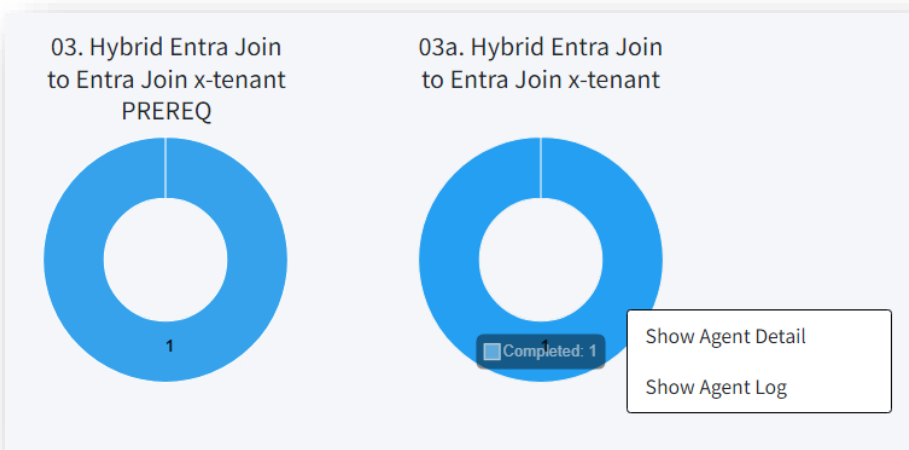 03. Hybrid Entra Join
to Entra Join x-tenant
PREREQ
03a. Hybrid Entra Join
to Entra Join x-tenant
1
1
Completed: 1
Show Agent Detail
Show Agent Log